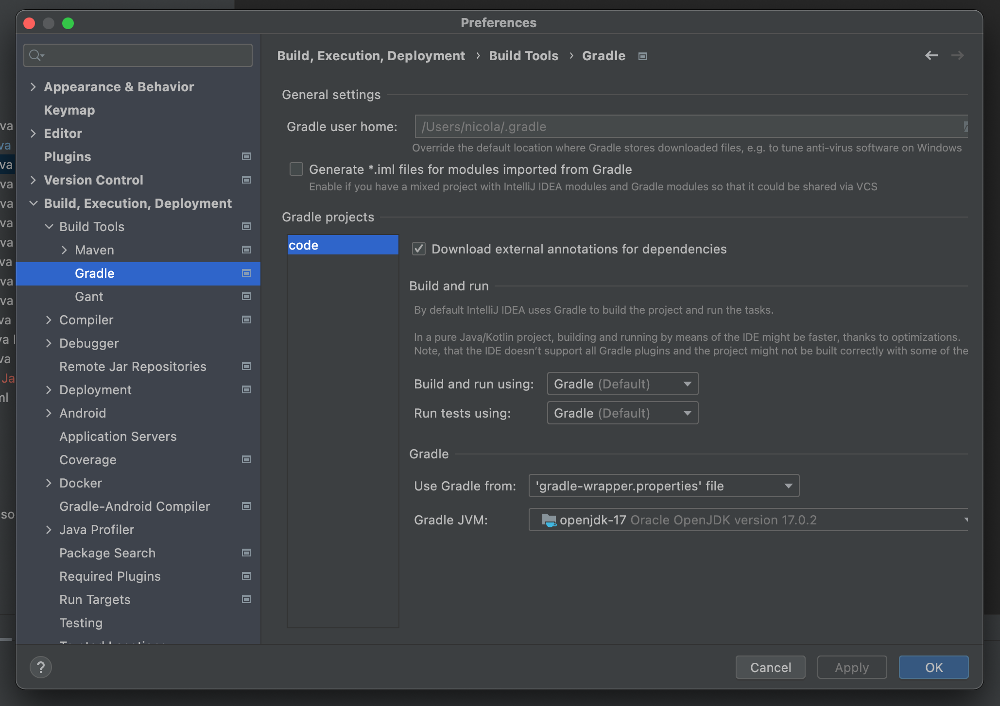 Preferences
Appearance & Behavior
Keymap
Editor
Plugins
Version Control
Build, Execution, Deployment
Build Tools
Maven
Gradle
Gant
Compiler
Debugger
Remote Jar Repositories
Deployment
Android
Application Servers
Coverage
Docker
Gradle-Android Compiler
Java Profiler
Package Search
Required Plugins
Run Targets
Testing
Build, Execution, Deployment › Build Tools › Gradle
General settings
Gradle user home: /Users/nicola/.gradle
Override the default location where Gradle stores downloaded files, e.g. to tune anti-virus software on Windows
Generate *.iml files for modules imported from Gradle
Enable if you have a mixed project with IntelliJ IDEA modules and Gradle modules so that it could be shared via VCS
Gradle projects
code
Download external annotations for dependencies
Build and run
By default IntelliJ IDEA uses Gradle to build the project and run the tasks.
In a pure Java/Kotlin project, building and running by means of the IDE might be faster, thanks to optimizations.
Note, that the IDE doesn't support all Gradle plugins and the project might not be built correctly with some of the
Build and run using: Gradle (Default)
Run tests using: Gradle (Default)
Gradle
Use Gradle from: 'gradle-wrapper.properties' file
Gradle JVM: openjdk-17 Oracle OpenJDK version 17.0.2
?
Cancel
Apply
OK